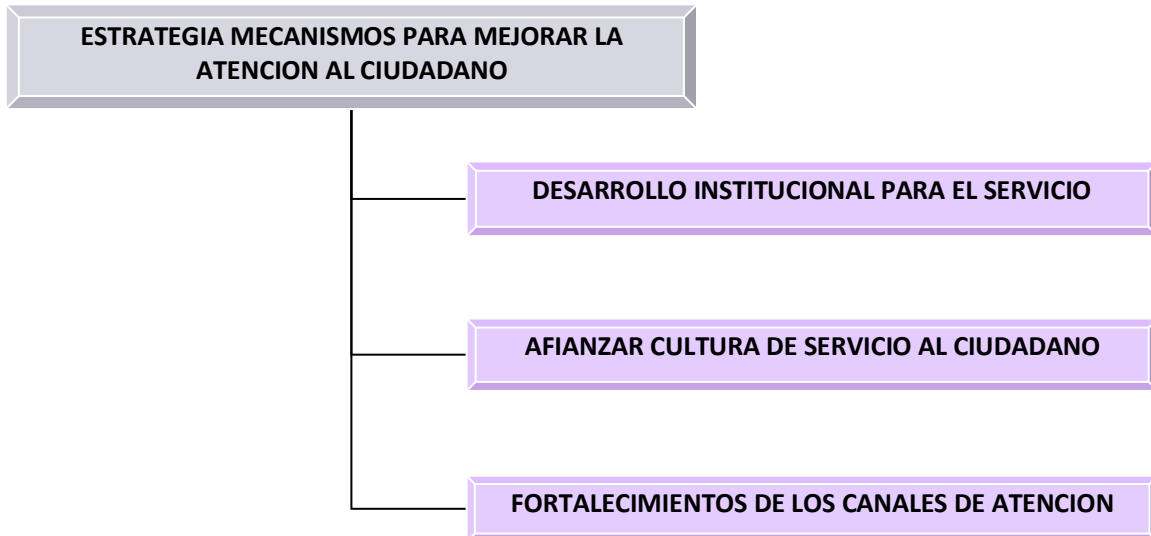 ESTRATEGIA MECANISMOS PARA MEJORAR LA
ATENCION AL CIUDADANO
DESARROLLO INSTITUCIONAL PARA EL SERVICIO
AFIANZAR CULTURA DE SERVICIO AL CIUDADANO
FORTALECIMIENTOS DE LOS CANALES DE ATENCION